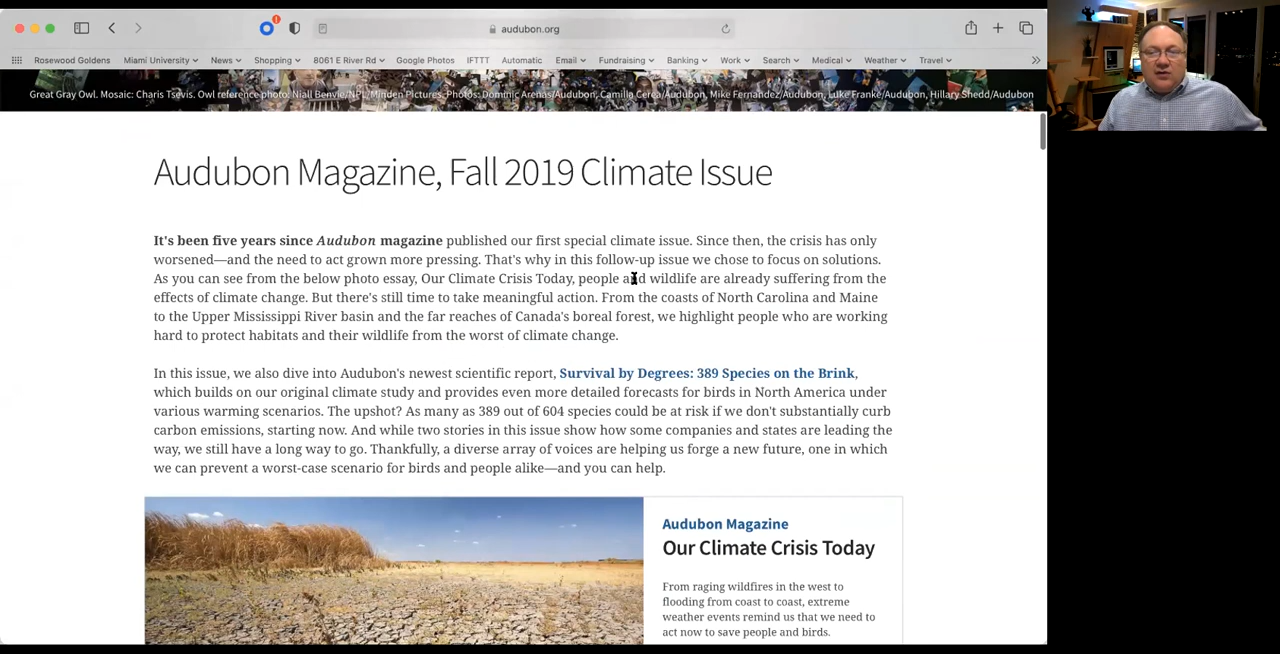 audubon.org
Rosewood Goldens Miami University News Shopping 8061 E River Rd Google Photos IFTTT Automatic Email Fundraising Banking Work Search Medical Weather Travel
Great Gray Owl. Mosaic: Charis Tsevis. Owl reference photo: Niall Benvie/NPL/Minden Pictures. Photos: Dominic Arenas/Audubon, Camilla Cerea/Audubon, Mike Fernandez/Audubon, Luke Franke/Audubon, Hillary Shedd/Audubon
Audubon Magazine, Fall 2019 Climate Issue
It's been five years since Audubon magazine published our first special climate issue. Since then, the crisis has only
worsened—and the need to act grown more pressing. That's why in this follow-up issue we chose to focus on solutions.
As you can see from the below photo essay, Our Climate Crisis Today, people and wildlife are already suffering from the
effects of climate change. But there's still time to take meaningful action. From the coasts of North Carolina and Maine
to the Upper Mississippi River basin and the far reaches of Canada's boreal forest, we highlight people who are working
hard to protect habitats and their wildlife from the worst of climate change.
In this issue, we also dive into Audubon's newest scientific report, Survival by Degrees: 389 Species on the Brink,
which builds on our original climate study and provides even more detailed forecasts for birds in North America under
various warming scenarios. The upshot? As many as 389 out of 604 species could be at risk if we don't substantially curb
carbon emissions, starting now. And while two stories in this issue show how some companies and states are leading the
way, we still have a long way to go. Thankfully, a diverse array of voices are helping us forge a new future, one in which
we can prevent a worst-case scenario for birds and people alike—and you can help.
Audubon Magazine
Our Climate Crisis Today
From raging wildfires in the west to
flooding from coast to coast, extreme
weather events remind us that we need to
act now to save people and birds.